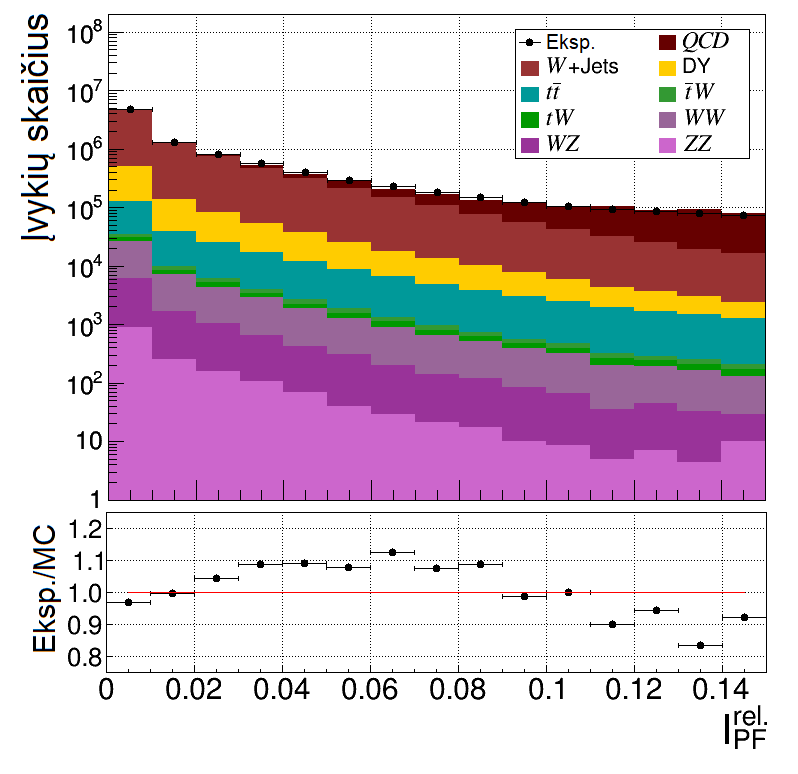 Įvykių skaičius
10^8
10^7
10^6
10^5
10^4
10^3
10^2
10
1
Eksp. QCD
W+Jets DY
tt̄ t̄W
tW WW
WZ ZZ
Eksp./MC
1.2
1.1
1.0
0.9
0.8
0 0.02 0.04 0.06 0.08 0.1 0.12 0.14
I_PF^rel.